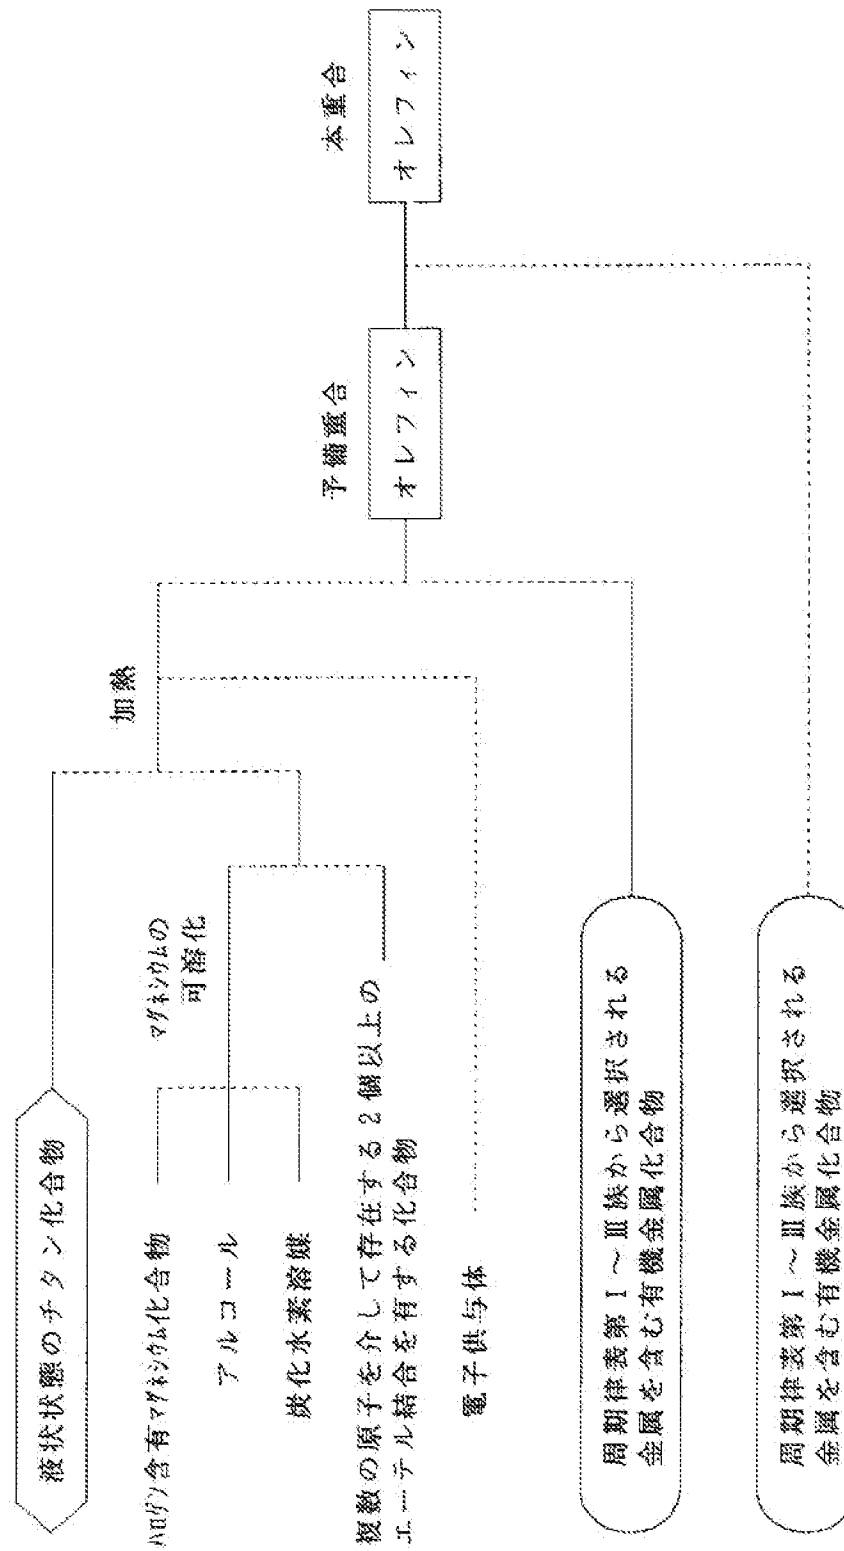 液状状態のチタン化合物
ハロゲン含有マグネシウム化合物
アルコール
炭化水素溶媒
マグネシウムの
可溶化
複数の原子を介して存在する2個以上の
エーテル結合を有する化合物
加熱
電子供与体
周期律表第Ⅰ～Ⅲ族から選択される
金属を含む有機金属化合物
予備重合
オレフィン
本重合
オレフィン
周期律表第Ⅰ～Ⅲ族から選択される
金属を含む有機金属化合物